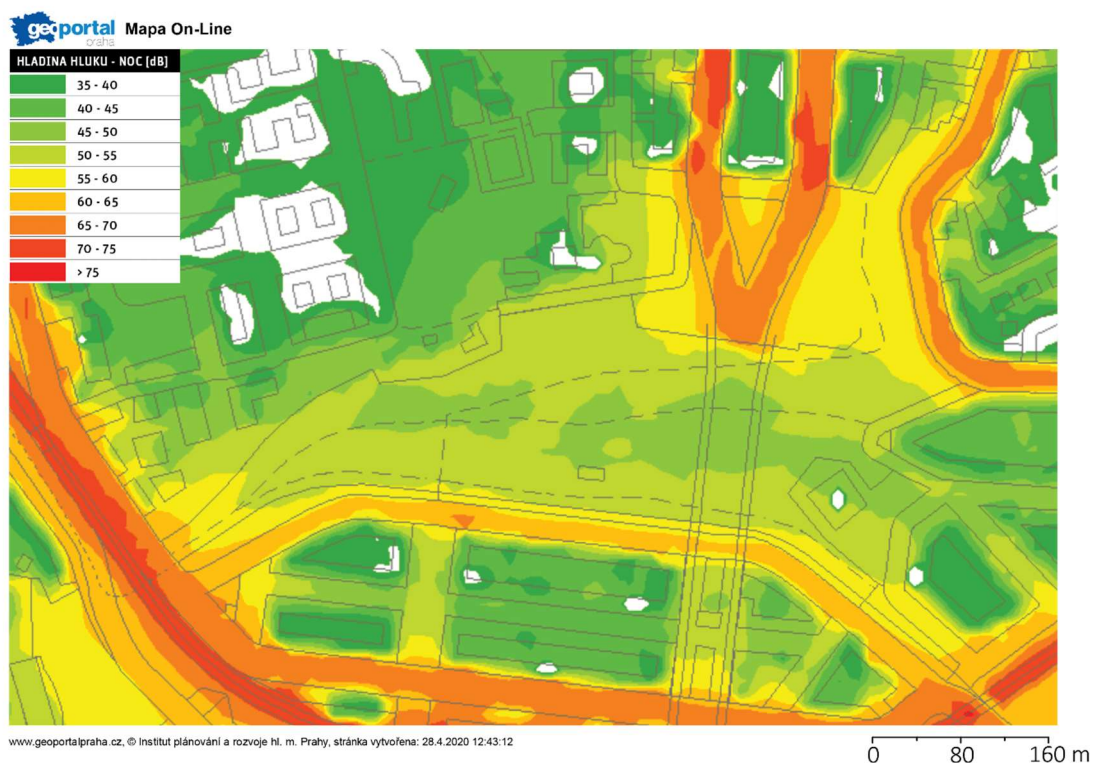 geoportal
praha
Mapa On-Line
HLADINA HLUKU - NOC [dB]
35 - 40
40 - 45
45 - 50
50 - 55
55 - 60
60 - 65
65 - 70
70 - 75
> 75
www.geoportalpraha.cz, © Institut plánování a rozvoje hl. m. Prahy, stránka vytvořena: 28.4.2020 12:43:12
0 80 160 m